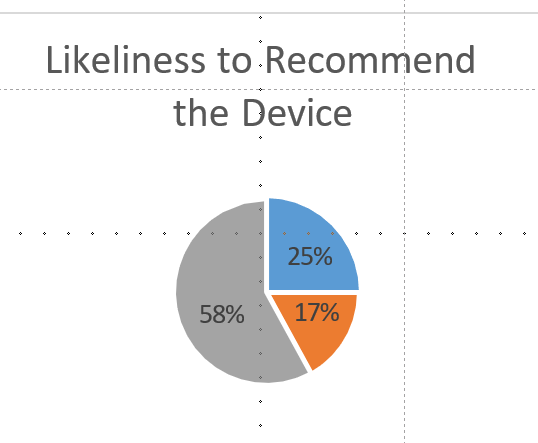 Likeliness to Recommend
the Device
25%
58%
17%